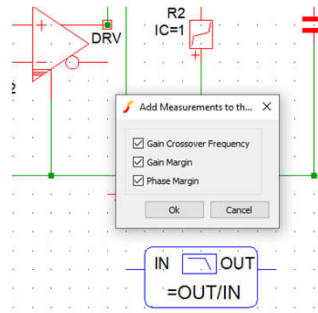 R2
IC=1
DRV
2
Add Measurements to th...
Gain Crossover Frequency
Gain Margin
Phase Margin
Ok
Cancel
IN
OUT
=OUT/IN